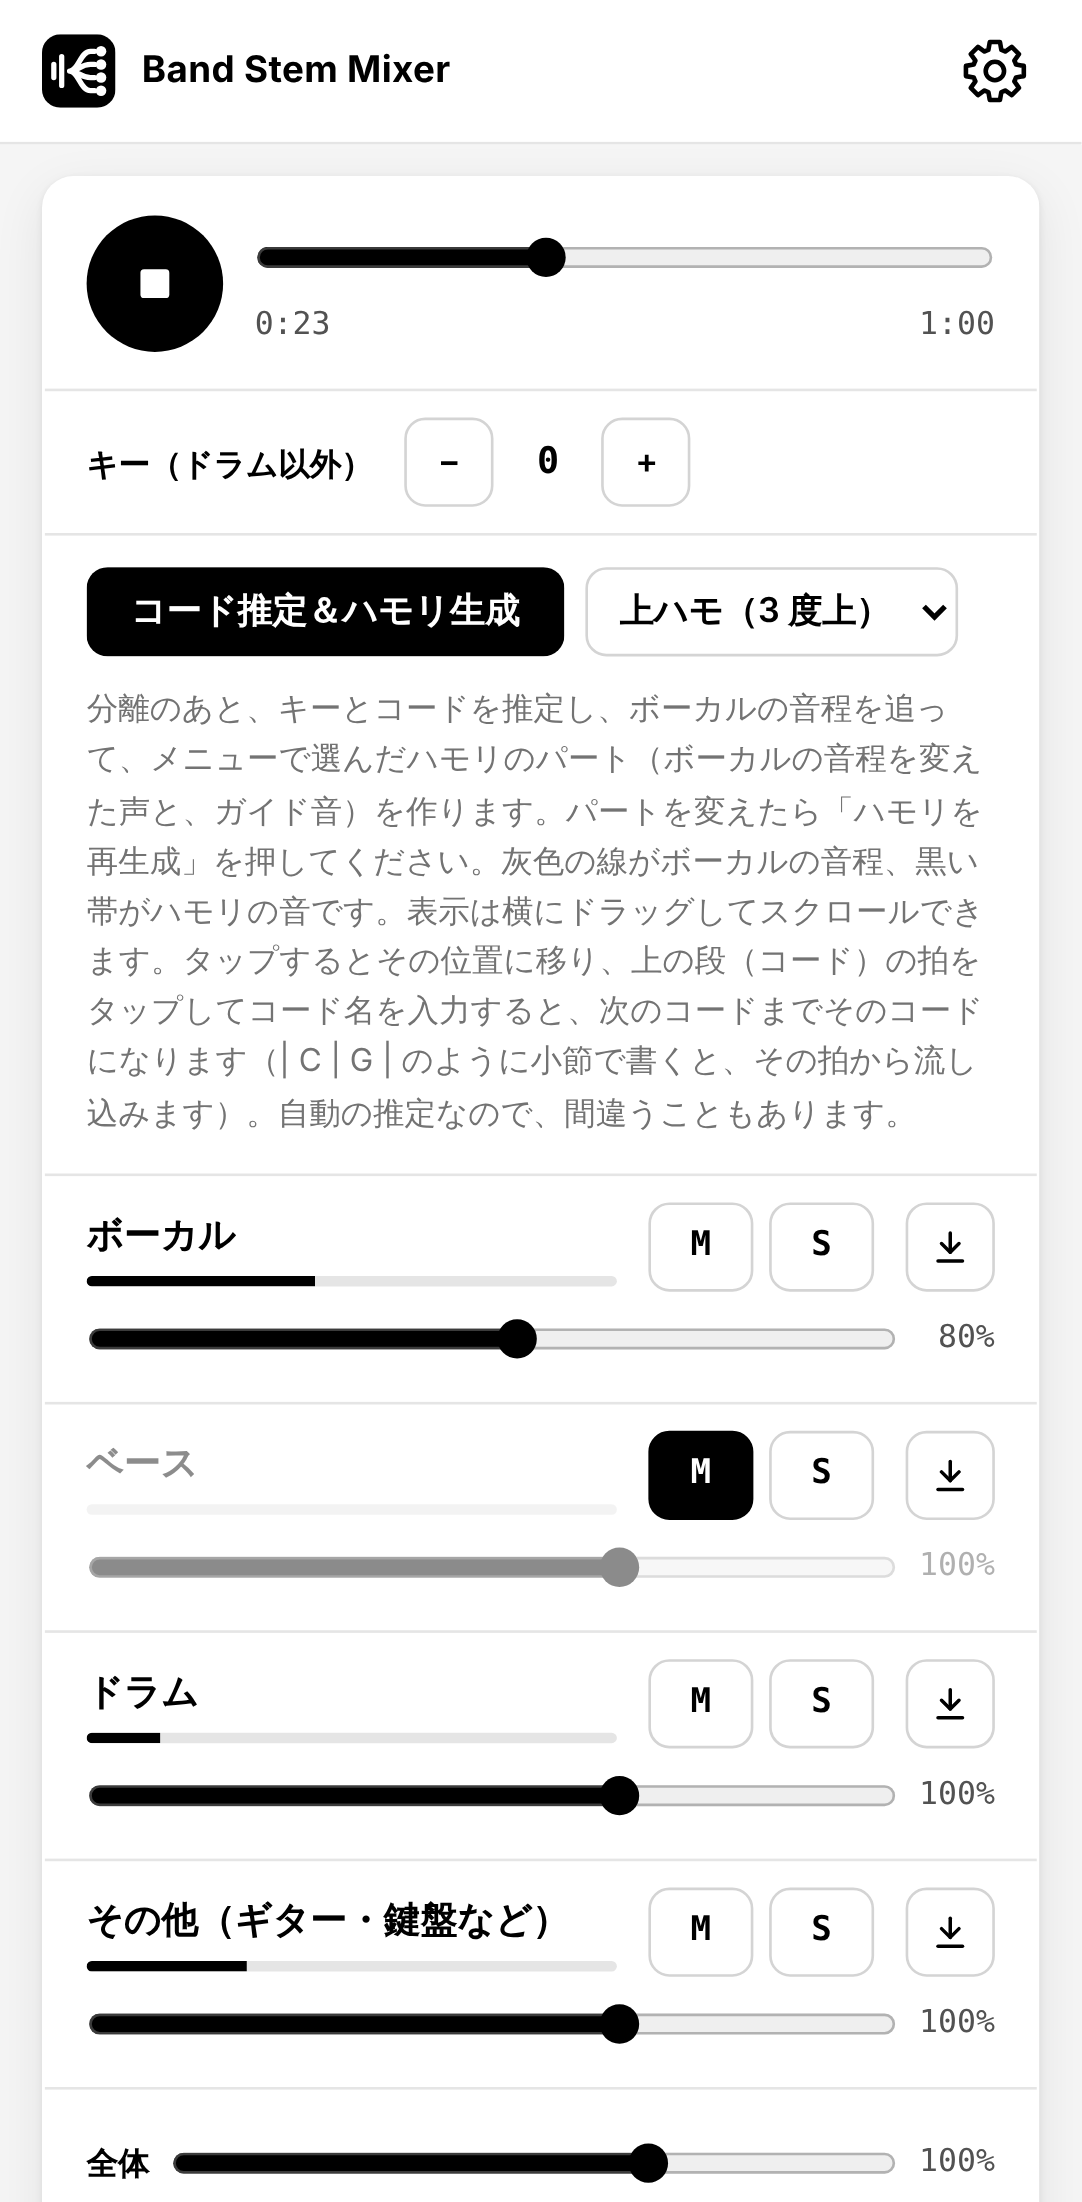 Band Stem Mixer
0:23 1:00
キー（ドラム以外） − 0 +
コード推定＆ハモリ生成 上ハモ（3 度上）
分離のあと、キーとコードを推定し、ボーカルの音程を追っ
て、メニューで選んだハモリのパート（ボーカルの音程を変え
た声と、ガイド音）を作ります。パートを変えたら「ハモリを
再生成」を押してください。灰色の線がボーカルの音程、黒い
帯がハモリの音です。表示は横にドラッグしてスクロールでき
ます。タップするとその位置に移り、上の段（コード）の拍を
タップしてコード名を入力すると、次のコードまでそのコード
になります（| C | G | のように小節で書くと、その拍から流し
込みます）。自動の推定なので、間違うこともあります。
ボーカル M S
80%
ベース M S
100%
ドラム M S
100%
その他（ギター・鍵盤など） M S
100%
全体 100%